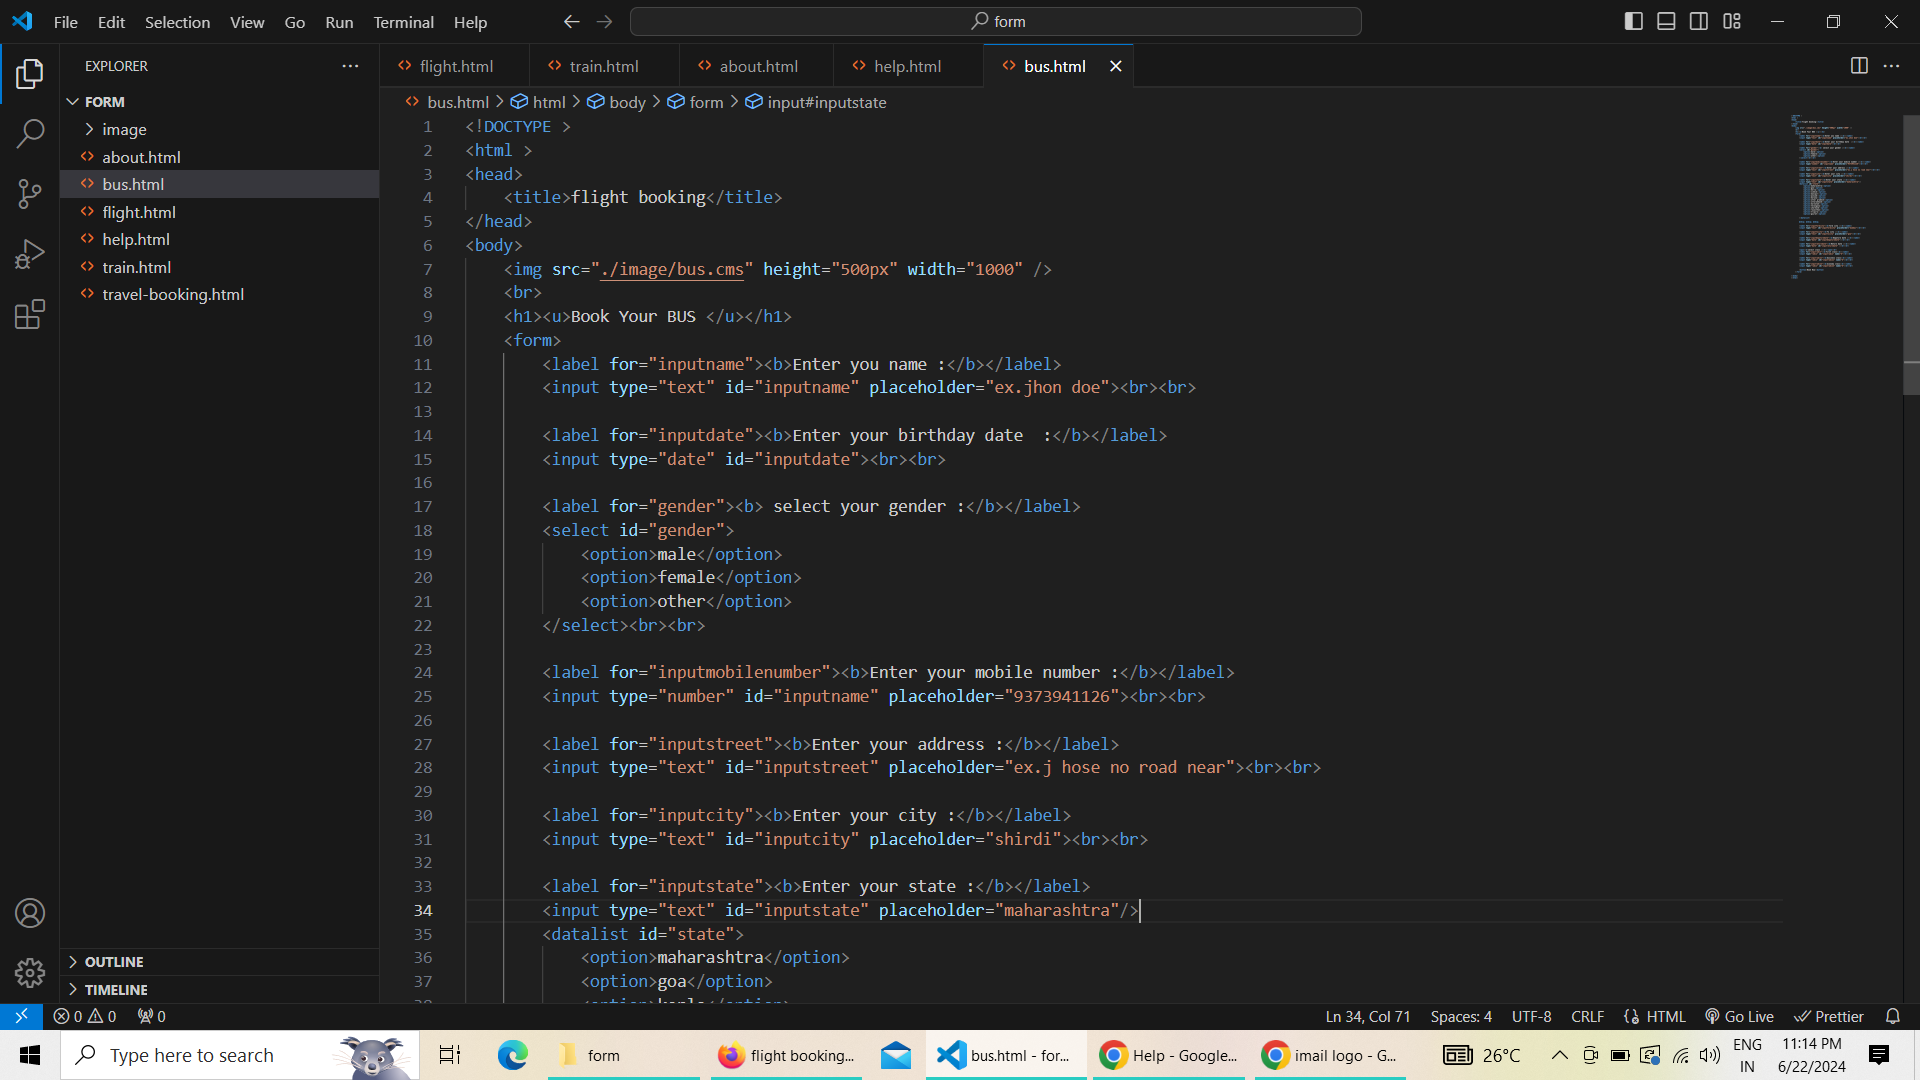 File Edit Selection View Go Run Terminal Help
form
EXPLORER
FORM
image
about.html
bus.html
flight.html
help.html
train.html
travel-booking.html
OUTLINE
TIMELINE
flight.html train.html about.html help.html bus.html
bus.html > html > body > form > input#inputstate
1 <!DOCTYPE >
2 <html >
3 <head>
4 <title>flight booking</title>
5 </head>
6 <body>
7 <img src="./image/bus.cms" height="500px" width="1000" />
8 <br>
9 <h1><u>Book Your BUS </u></h1>
10 <form>
11 <label for="inputname"><b>Enter you name :</b></label>
12 <input type="text" id="inputname" placeholder="ex.jhon doe"><br><br>
13
14 <label for="inputdate"><b>Enter your birthday date  :</b></label>
15 <input type="date" id="inputdate"><br><br>
16
17 <label for="gender"><b> select your gender :</b></label>
18 <select id="gender">
19 <option>male</option>
20 <option>female</option>
21 <option>other</option>
22 </select><br><br>
23
24 <label for="inputmobilenumber"><b>Enter your mobile number :</b></label>
25 <input type="number" id="inputname" placeholder="9373941126"><br><br>
26
27 <label for="inputstreet"><b>Enter your address :</b></label>
28 <input type="text" id="inputstreet" placeholder="ex.j hose no road near"><br><br>
29
30 <label for="inputcity"><b>Enter your city :</b></label>
31 <input type="text" id="inputcity" placeholder="shirdi"><br><br>
32
33 <label for="inputstate"><b>Enter your state :</b></label>
34 <input type="text" id="inputstate" placeholder="maharashtra"/>
35 <datalist id="state">
36 <option>maharashtra</option>
37 <option>goa</option>
0 0 0 Ln 34, Col 71 Spaces: 4 UTF-8 CRLF HTML Go Live Prettier
Type here to search
form
flight booking...
bus.html - for...
Help - Google...
imail logo - G...
26°C
ENG
IN
11:14 PM
6/22/2024